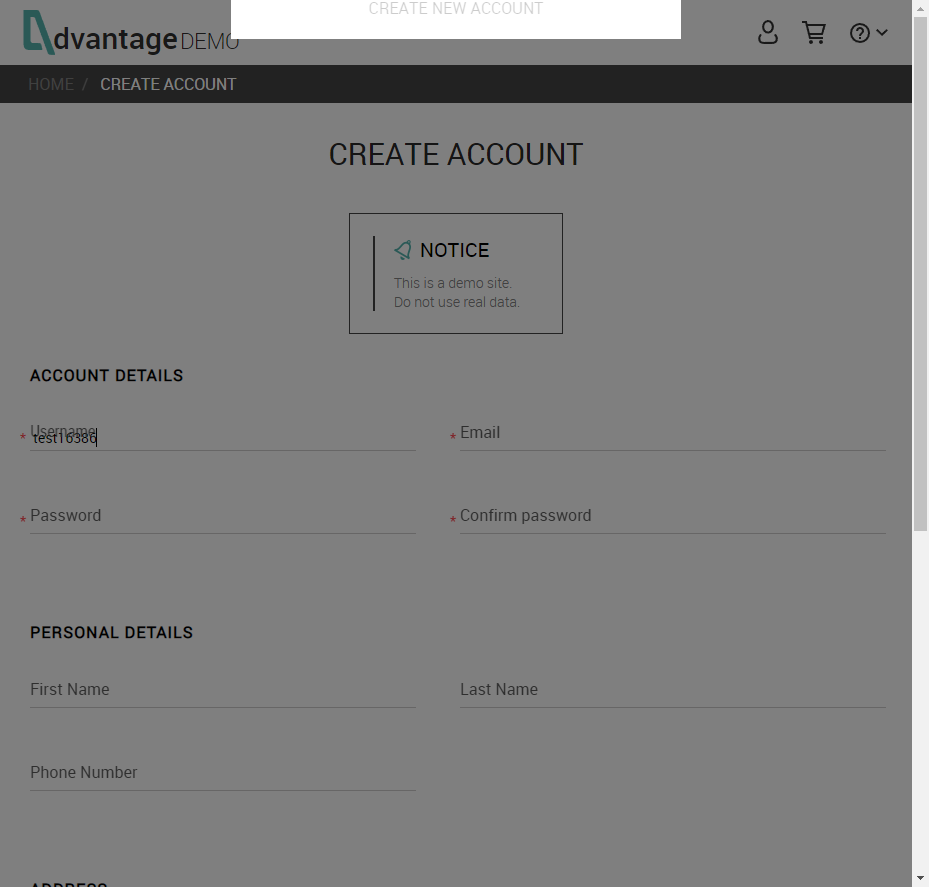 CREATE NEW ACCOUNT
dvantage DEMO
HOME / CREATE ACCOUNT
CREATE ACCOUNT
NOTICE
This is a demo site.
Do not use real data.
ACCOUNT DETAILS
* Username test16386
* Email
* Password
* Confirm password
PERSONAL DETAILS
First Name
Last Name
Phone Number
ADDRESS